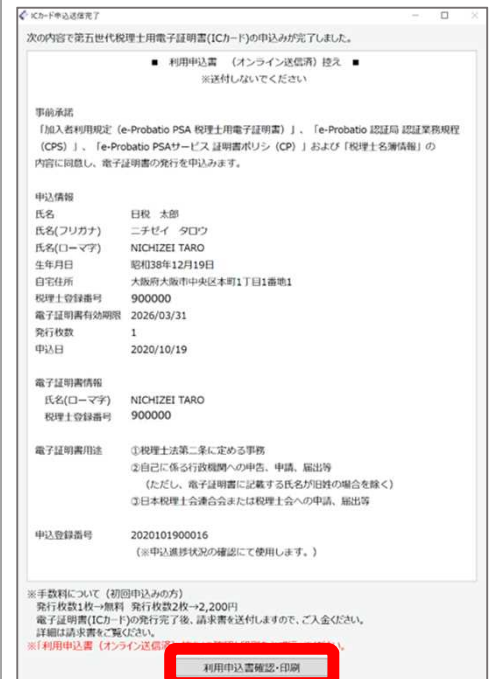 ICカード申込送信完了
次の内容で第五世代税理士用電子証明書(ICカード)の申込みが完了しました。
■ 利用申込書 （オンライン送信済）控え ■
※送付しないでください
事前承諾
「加入者利用規定（e-Probatio PSA 税理士用電子証明書）」、「e-Probatio 認証局 認証業務規程
（CPS）」、「e-Probatio PSAサービス 証明書ポリシ（CP）」および「税理士名簿情報」の
内容に同意し、電子証明書の発行を申込みます。
申込情報
氏名 日税 太郎
氏名(フリガナ) ニチゼイ タロウ
氏名(ローマ字) NICHIZEI TARO
生年月日 昭和38年12月19日
自宅住所 大阪府大阪市中央区本町1丁目1番地1
税理士登録番号 900000
電子証明書有効期限 2026/03/31
発行枚数 1
申込日 2020/10/19
電子証明書情報
氏名(ローマ字) NICHIZEI TARO
税理士登録番号 900000
電子証明書用途 ①税理士法第二条に定める事務
②自己に係る行政機関への申告、申請、届出等
（ただし、電子証明書に記載する氏名が旧姓の場合を除く）
③日本税理士会連合会または税理士会への申請、届出等
申込登録番号 2020101900016
（※申込進捗状況の確認にて使用します。）
※手数料について（初回申込みの方）
発行枚数1枚→無料 発行枚数2枚→2,200円
電子証明書(ICカード)の発行完了後、請求書を送付しますので、ご入金ください。
詳細は請求書をご覧ください。
※「利用申込書（オンライン送信済）
利用申込書確認・印刷